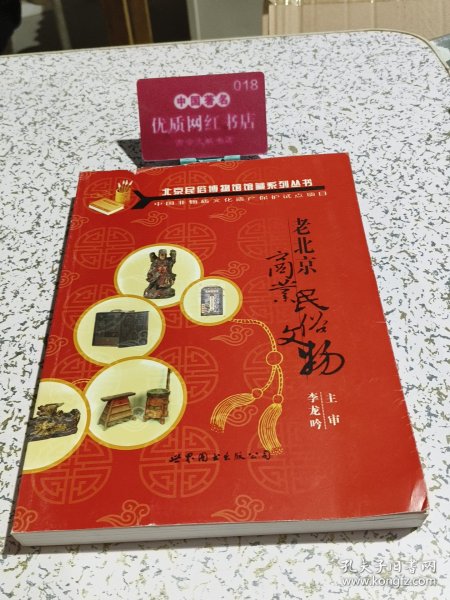 018
中国著名
优质网红书店
北京民俗博物馆馆藏系列丛书
中国非物质文化遗产保护试点项目
老北京
商业民俗文物
主审
李龙吟
世界图书出版公司
孔夫子旧书网
www.kongfz.com